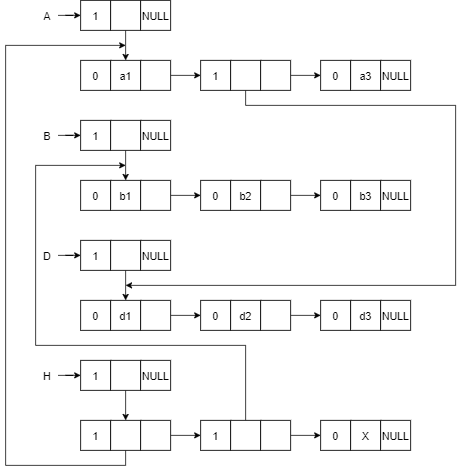 A 1 NULL
0 a1 1 0 a3 NULL
B 1 NULL
0 b1 0 b2 0 b3 NULL
D 1 NULL
0 d1 0 d2 0 d3 NULL
H 1 NULL
1 1 0 X NULL